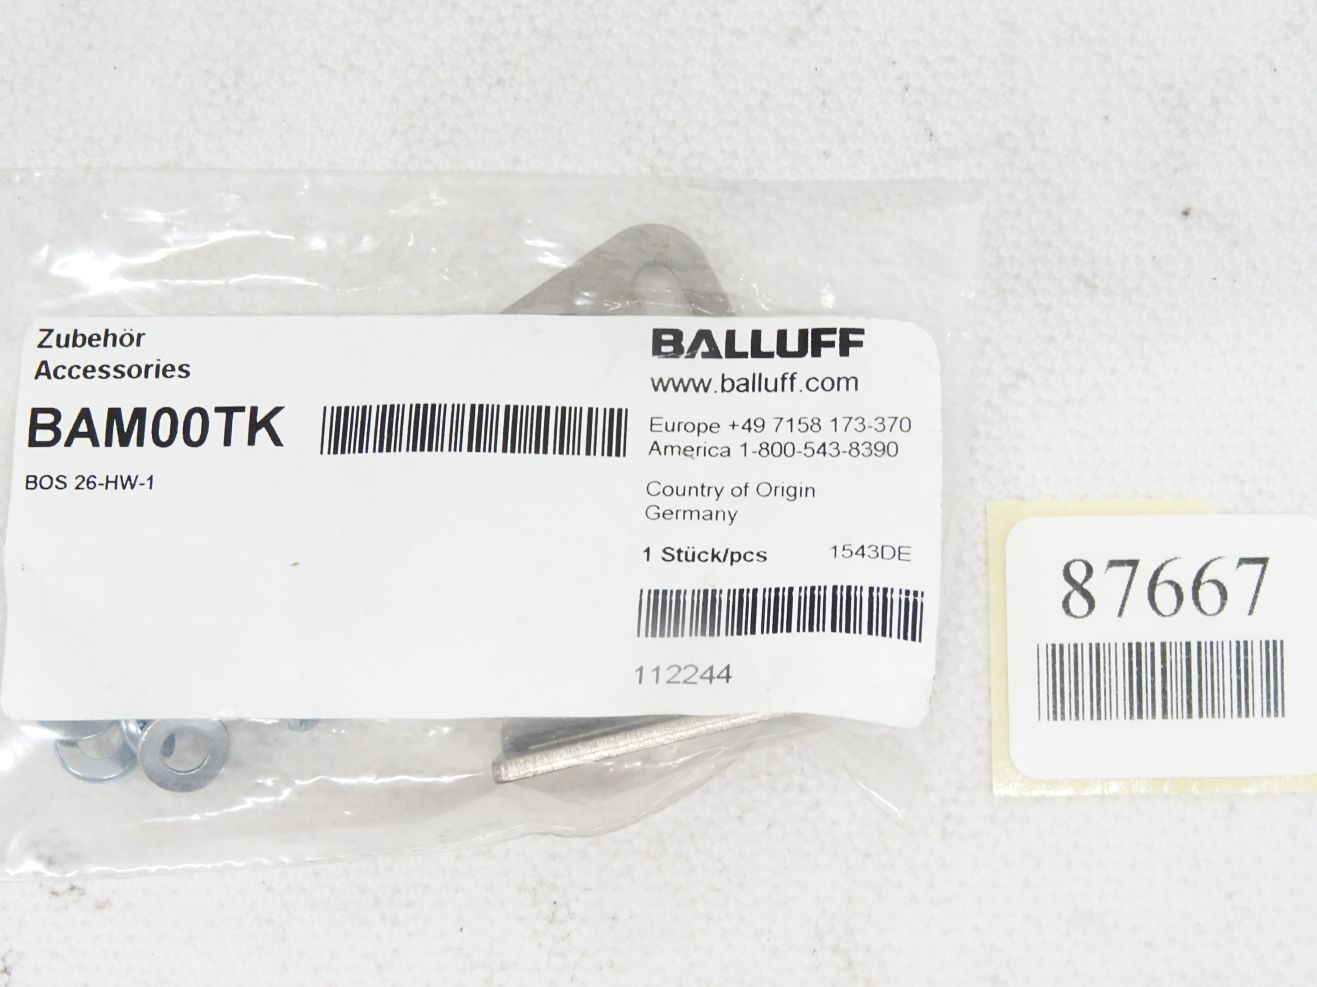 Zubehör
Accessories
BAM00TK
BOS 26-HW-1
BALLUFF
www.balluff.com
Europe +49 7158 173-370
America 1-800-543-8390
Country of Origin
Germany
1 Stück/pcs 1543DE
112244
87667